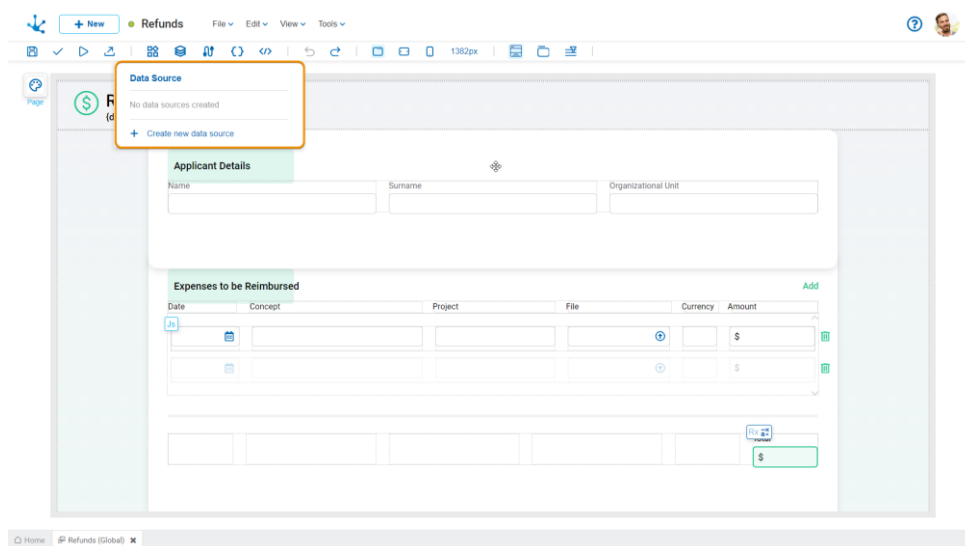 + New
Refunds
File
Edit
View
Tools
1382px
Page
Data Source
No data sources created
+ Create new data source
R
{d
Applicant Details
Name
Surname
Organizational Unit
Expenses to be Reimbursed
Add
Date
Concept
Project
File
Currency
Amount
Js
$
$
Rx
Total
$
Home
Refunds (Global)